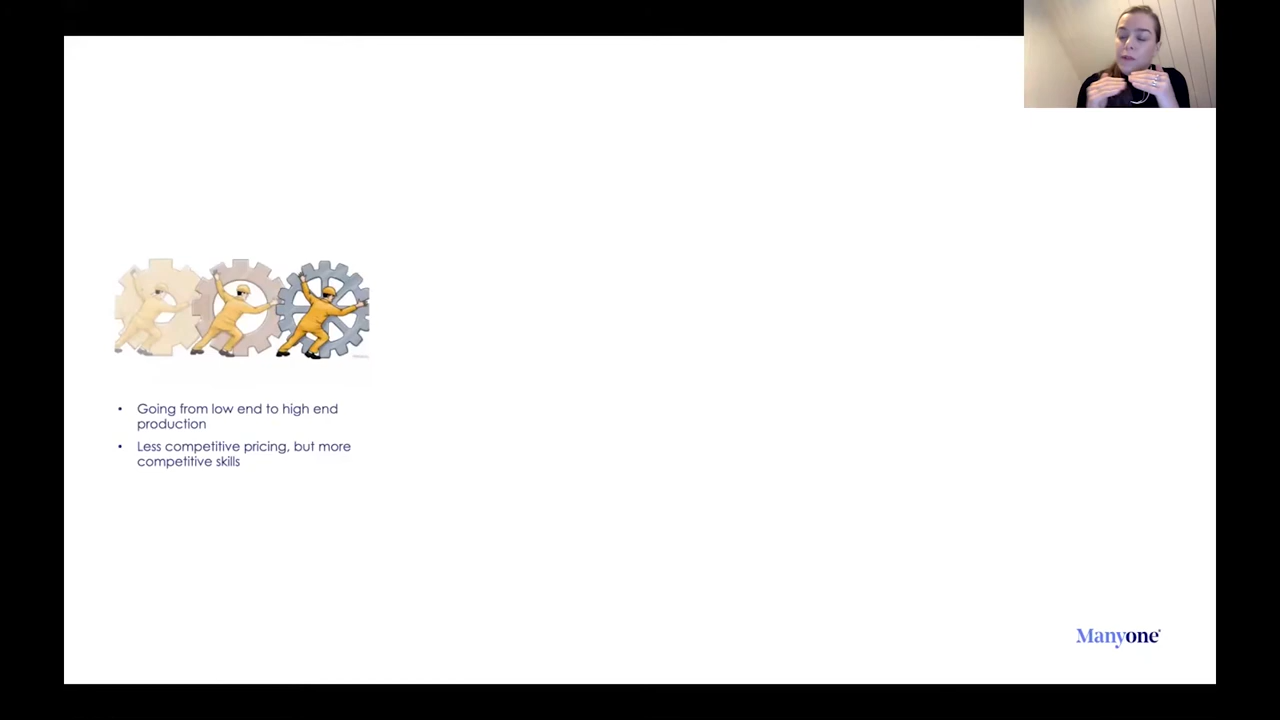 • Going from low end to high end
production
• Less competitive pricing, but more
competitive skills
Manyone